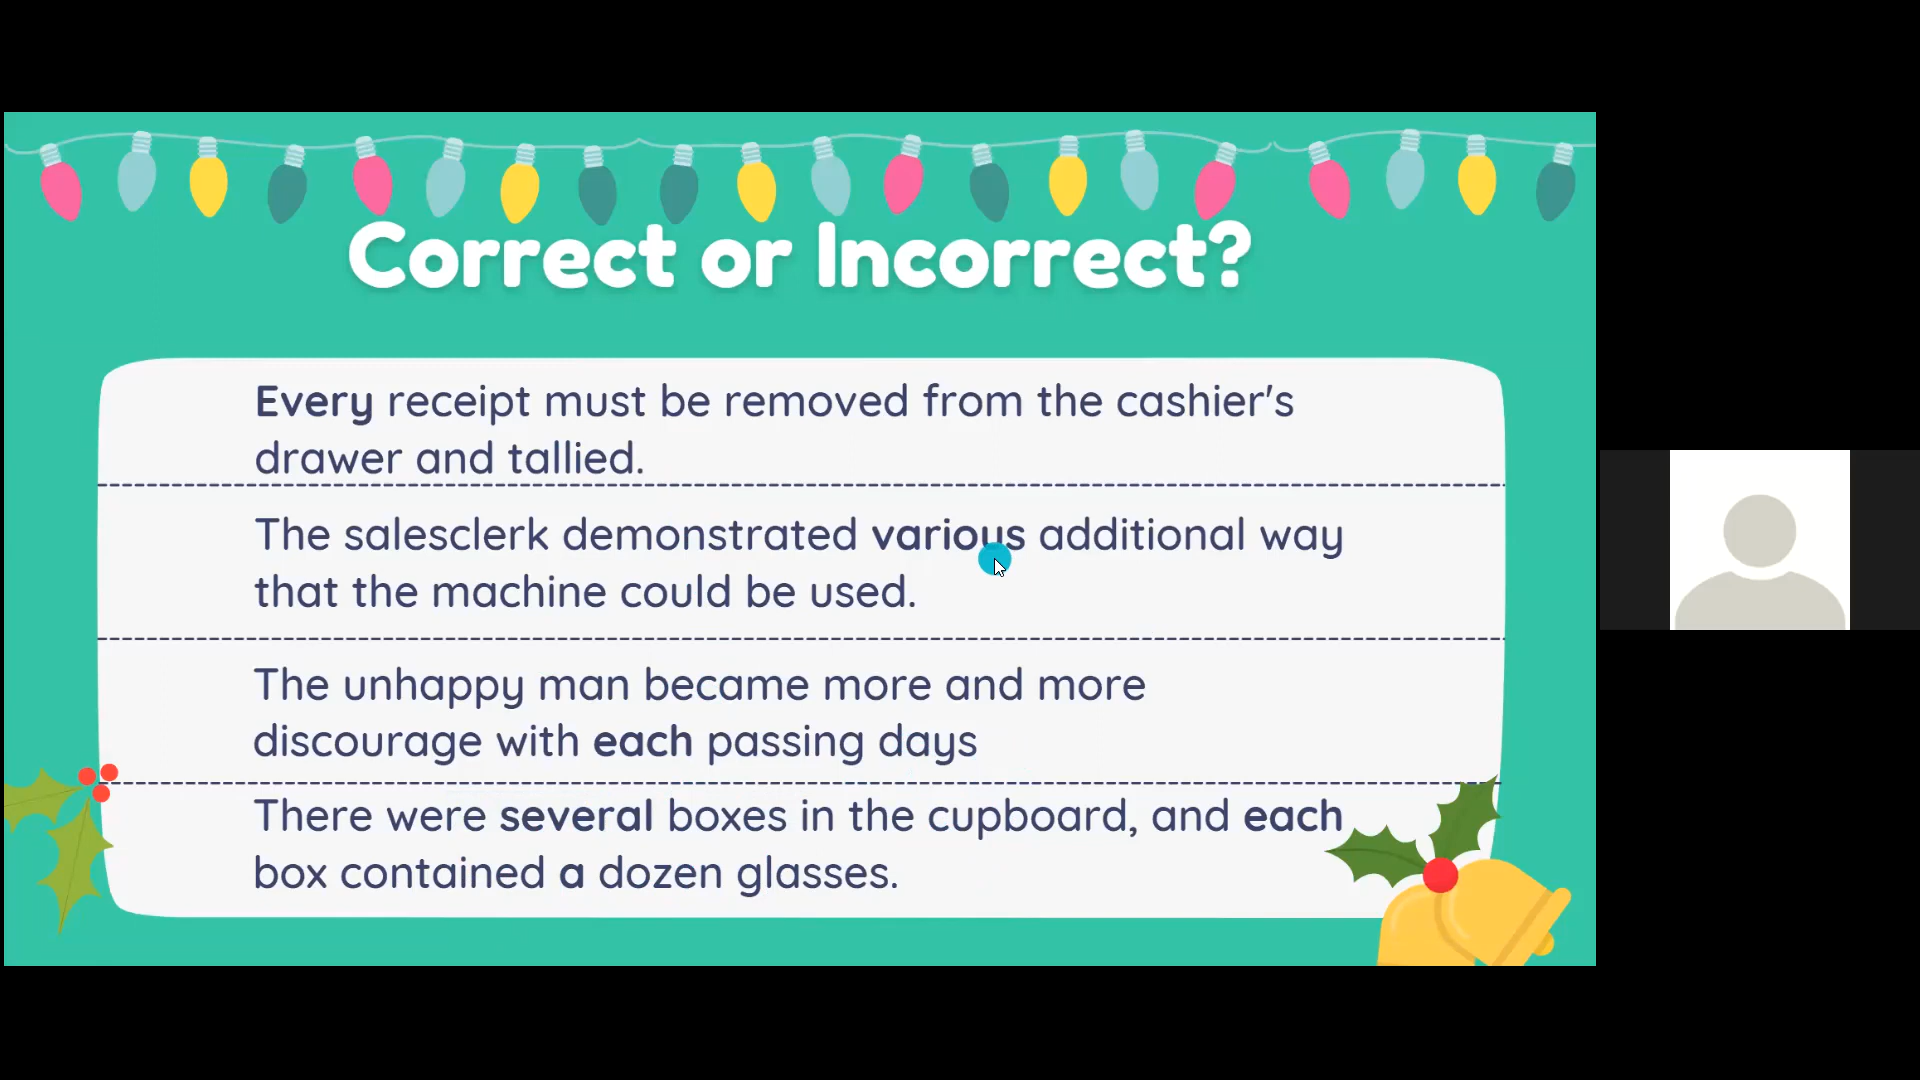 Correct or Incorrect?
Every receipt must be removed from the cashier's
drawer and tallied.
The salesclerk demonstrated various additional way
that the machine could be used.
The unhappy man became more and more
discourage with each passing days
There were several boxes in the cupboard, and each
box contained a dozen glasses.